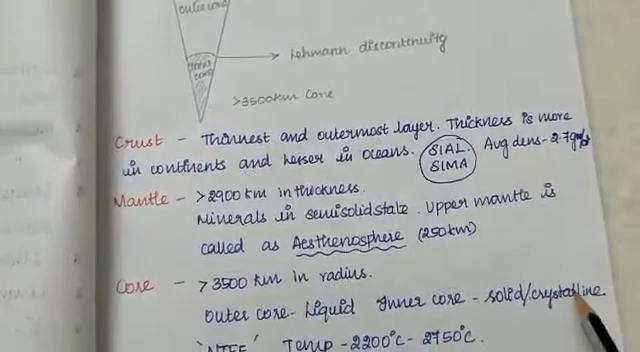 outer core
inner
core
Lehmann discontinuity
>3500km Core
Crust - Thinnest and outermost layer. Thickness is more
in continents and lesser in oceans. SIAL. Avg dens-2.7g
SIMA
Mantle - >2900 km in thickness.
Minerals in semisolid state. Upper mantle is
called as Aesthenosphere (250km)
Core - >3500 km in radius.
Outer core- Liquid Inner core - solid/crystalline.
Temp -2200°C- 2750°C.